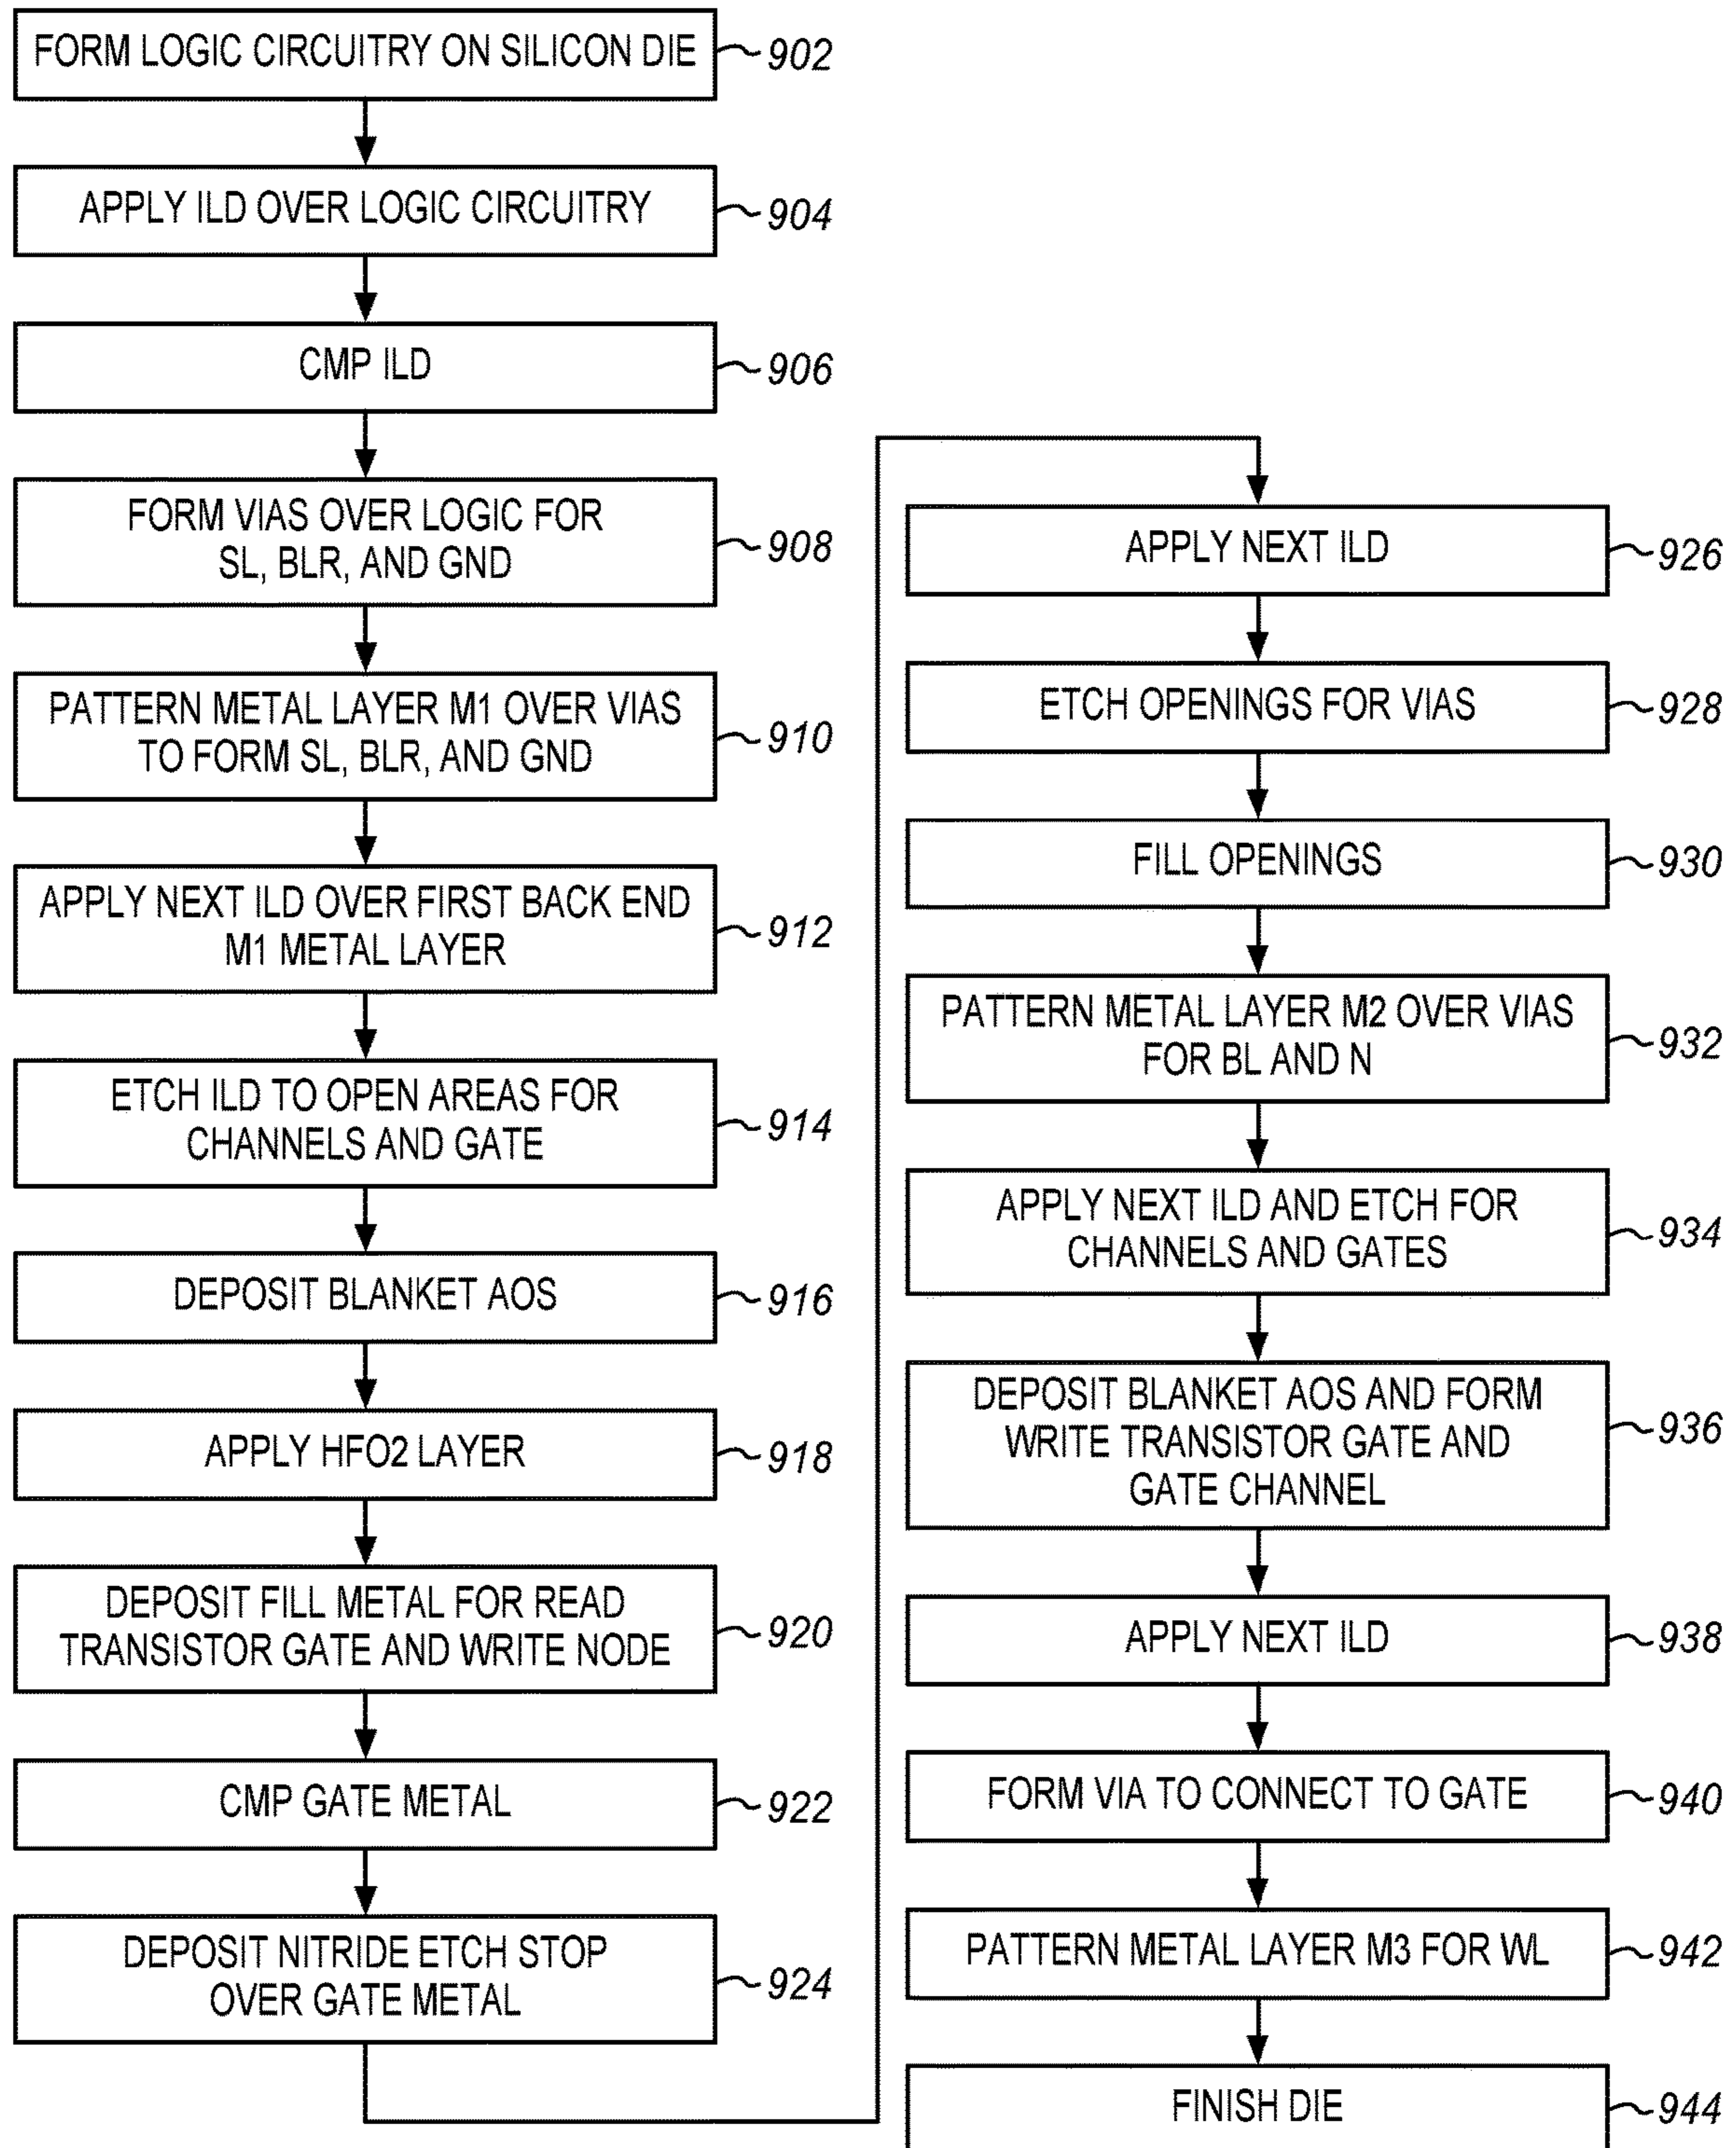 FORM LOGIC CIRCUITRY ON SILICON DIE
902
APPLY ILD OVER LOGIC CIRCUITRY
904
CMP ILD
906
FORM VIAS OVER LOGIC FOR
SL, BLR, AND GND
908
PATTERN METAL LAYER M1 OVER VIAS
TO FORM SL, BLR, AND GND
910
APPLY NEXT ILD OVER FIRST BACK END
M1 METAL LAYER
912
ETCH ILD TO OPEN AREAS FOR
CHANNELS AND GATE
914
DEPOSIT BLANKET AOS
916
APPLY HFO2 LAYER
918
DEPOSIT FILL METAL FOR READ
TRANSISTOR GATE AND WRITE NODE
920
CMP GATE METAL
922
DEPOSIT NITRIDE ETCH STOP
OVER GATE METAL
924
APPLY NEXT ILD
926
ETCH OPENINGS FOR VIAS
928
FILL OPENINGS
930
PATTERN METAL LAYER M2 OVER VIAS
FOR BL AND N
932
APPLY NEXT ILD AND ETCH FOR
CHANNELS AND GATES
934
DEPOSIT BLANKET AOS AND FORM
WRITE TRANSISTOR GATE AND
GATE CHANNEL
936
APPLY NEXT ILD
938
FORM VIA TO CONNECT TO GATE
940
PATTERN METAL LAYER M3 FOR WL
942
FINISH DIE
944